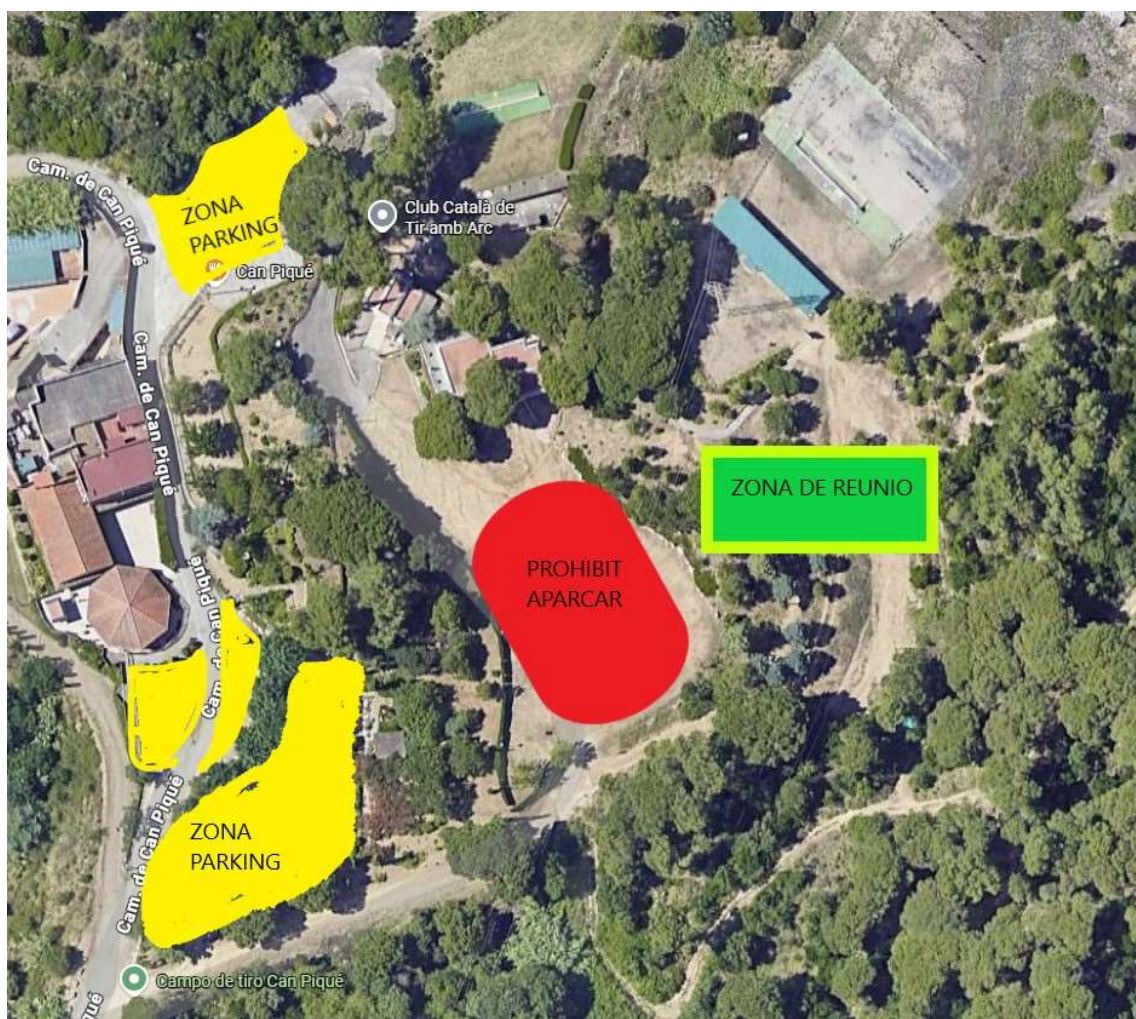 Cam. de Can Piqué
ZONA
PARKING
Club Català de
Tir amb Arc
Can Piqué
Cam. de Can Piqué
ZONA DE REUNIO
PROHIBIT
APARCAR
Cam. de Can Piqué
ZONA
PARKING
Cam. de Can Piqué
Campo de tiro Can Piqué
qué